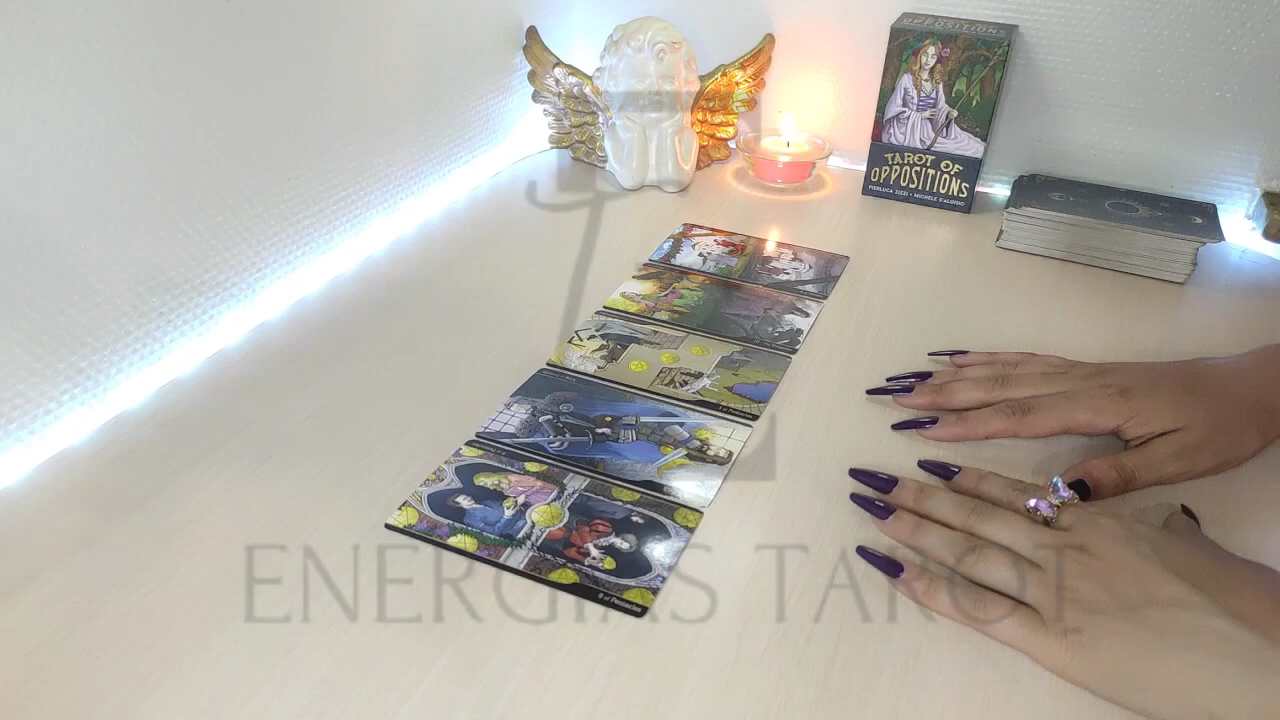 OPPOSITIONS
TAROT OF
OPPOSITIONS
PIERLUCA ZIZZI • MICHELE D'ALOISIO
9 of Pentacles
ENERGIAS TAROT